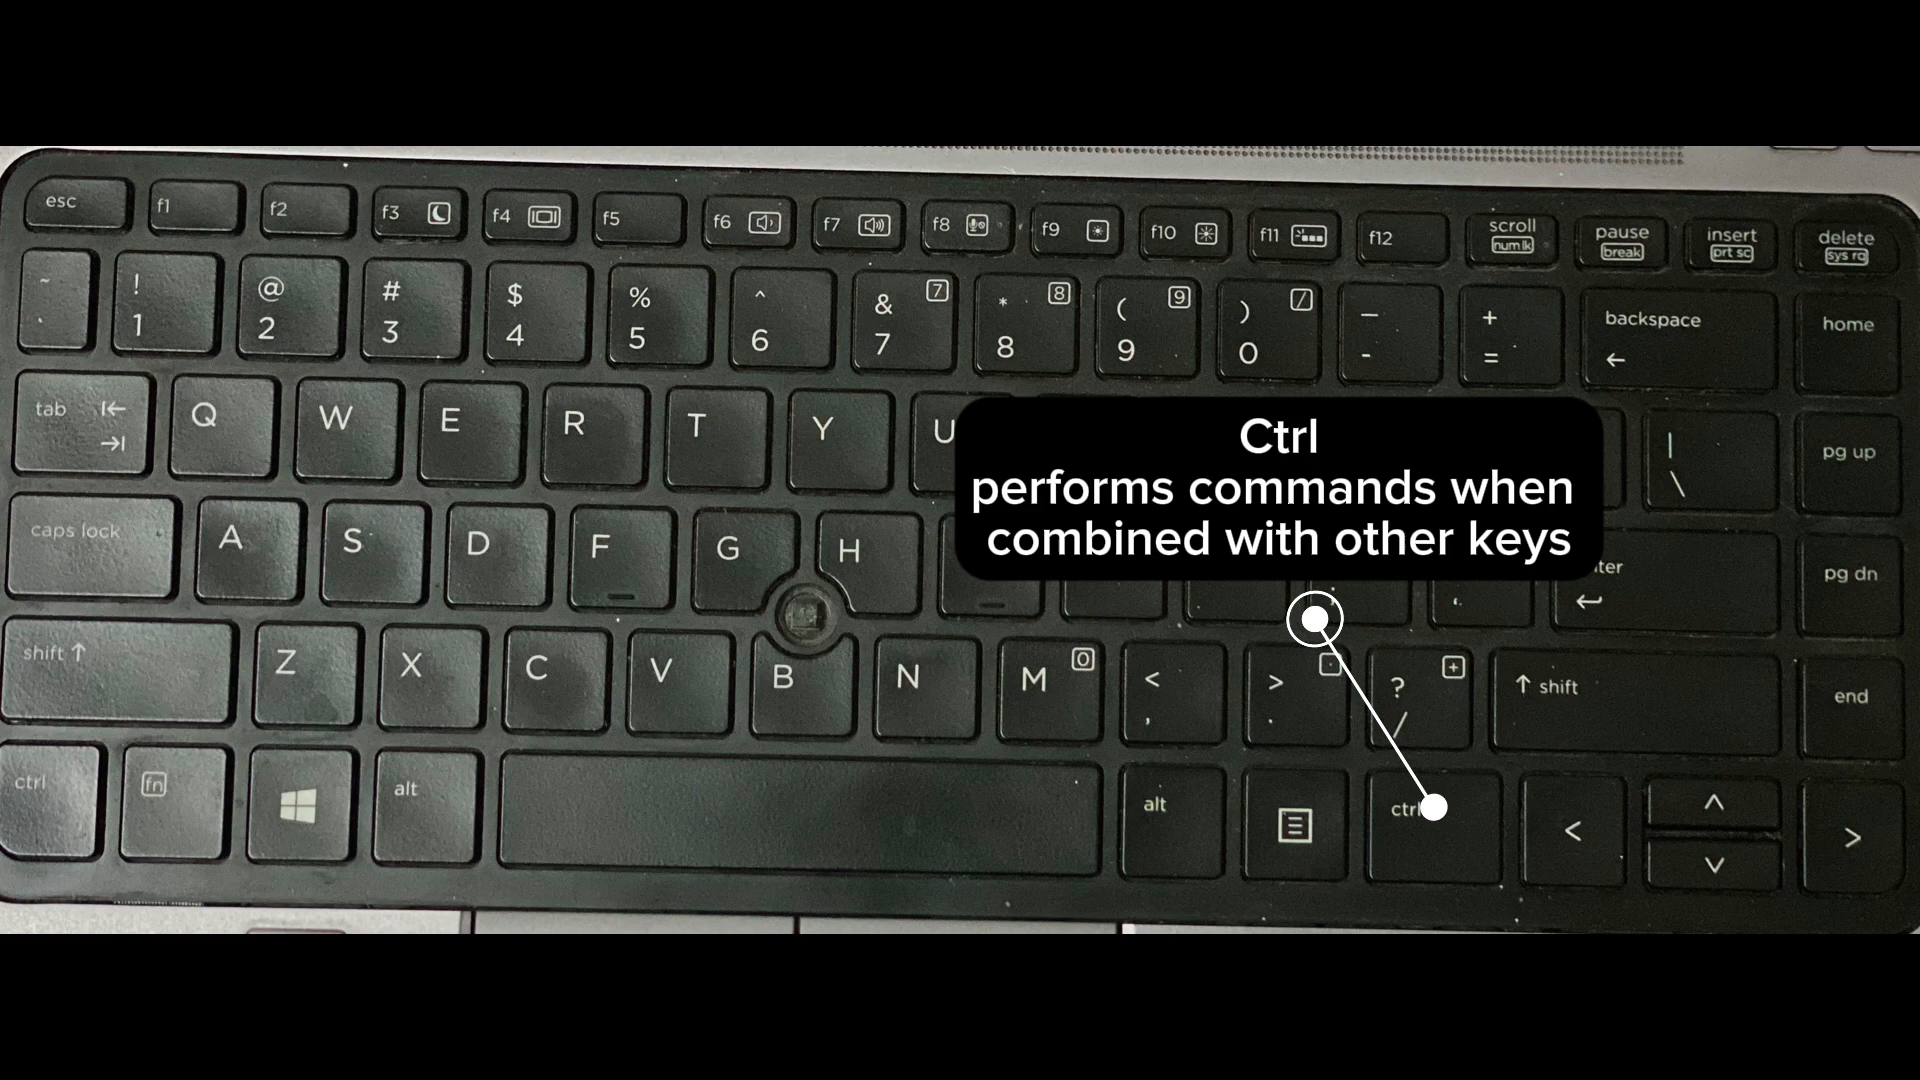 esc f1 f2 f3 f4 f5 f6 f7 f8 f9 f10 f11 f12 scroll pause insert delete
num lk break prt sc sys rq
~ ! @ # $ % ^ & 7 * 8 ( 9 ) / — + backspace home
1 2 3 4 5 6 7 8 9 0 - = ←
tab Q W E R T Y U | pg up
\
Ctrl
performs commands when
combined with other keys
caps lock A S D F G H pg dn
shift ↑ Z X C V B N M 0 < > . ? + ↑ shift end
, . /
ctrl fn alt alt ctrl < ^ v >